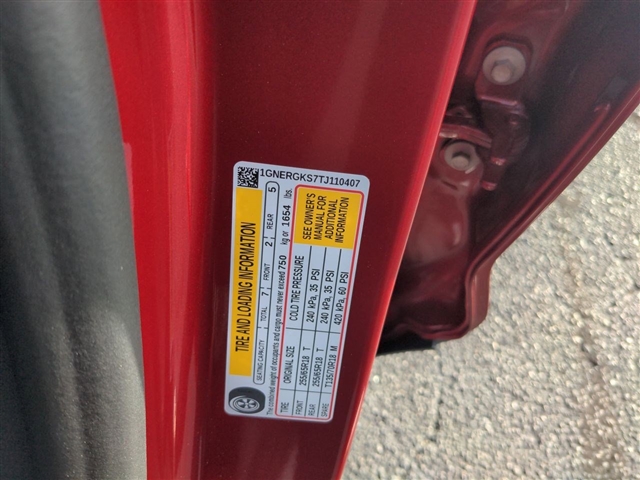 1GNERGKS7TJ110407
TIRE AND LOADING INFORMATION
SEATING CAPACITY TOTAL 7 FRONT 2 REAR 5
The combined weight of occupants and cargo must never exceed 750 kg or 1654 lbs.
TIRE ORIGINAL SIZE COLD TIRE PRESSURE
FRONT 255/65R18 T 240 kPa, 35 PSI
REAR 255/65R18 T 240 kPa, 35 PSI
SPARE T135/70R18 M 420 kPa, 60 PSI
SEE OWNER'S
MANUAL FOR
ADDITIONAL
INFORMATION